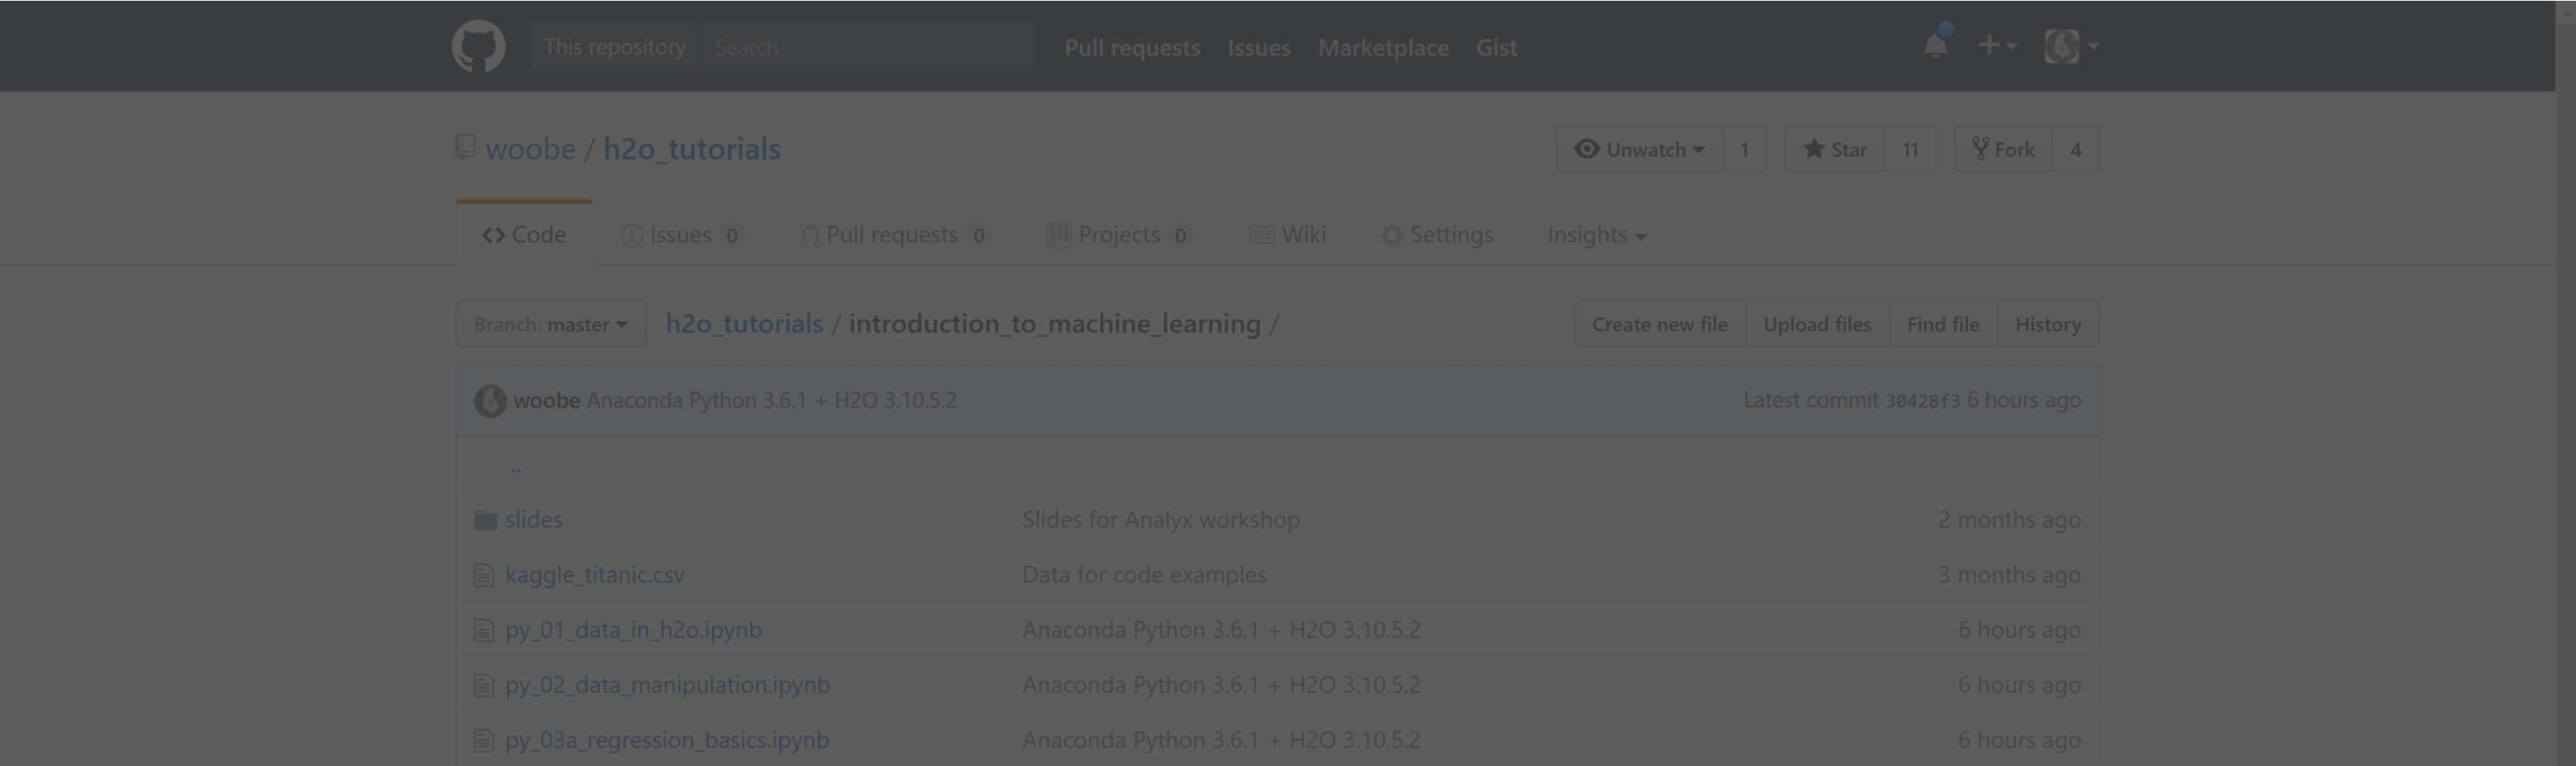 This repository Search Pull requests Issues Marketplace Gist
woobe / h2o_tutorials Unwatch 1 Star 11 Fork 4
Code Issues 0 Pull requests 0 Projects 0 Wiki Settings Insights
Branch: master h2o_tutorials / introduction_to_machine_learning / Create new file Upload files Find file History
woobe Anaconda Python 3.6.1 + H2O 3.10.5.2 Latest commit 30428f3 6 hours ago
..
slides Slides for Analyx workshop 2 months ago
kaggle_titanic.csv Data for code examples 3 months ago
py_01_data_in_h2o.ipynb Anaconda Python 3.6.1 + H2O 3.10.5.2 6 hours ago
py_02_data_manipulation.ipynb Anaconda Python 3.6.1 + H2O 3.10.5.2 6 hours ago
py_03a_regression_basics.ipynb Anaconda Python 3.6.1 + H2O 3.10.5.2 6 hours ago